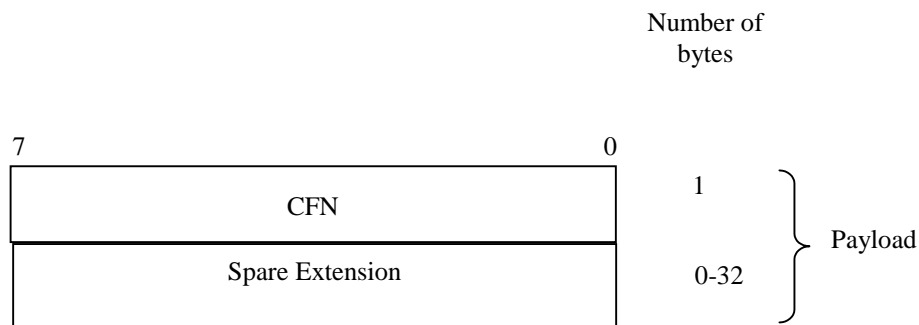 Number of
bytes
7 0
CFN 1
Payload
Spare Extension 0-32